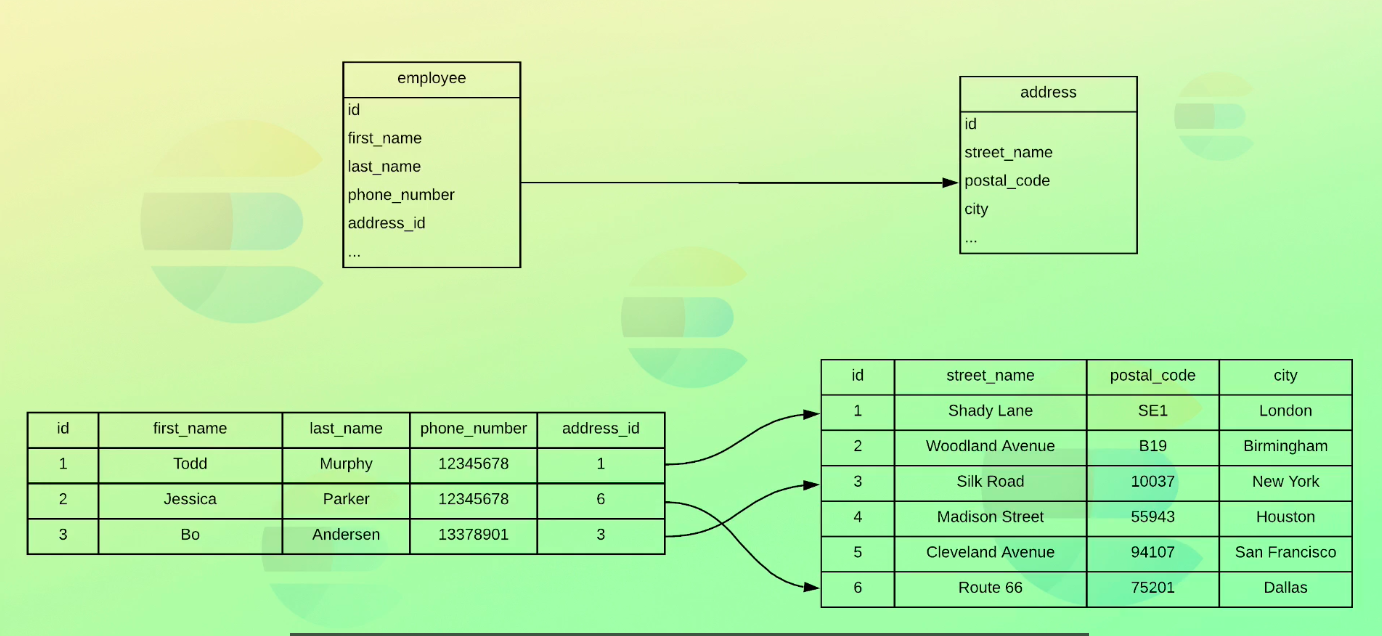 employee
id
first_name
last_name
phone_number
address_id
...
address
id
street_name
postal_code
city
...
id first_name last_name phone_number address_id
1 Todd Murphy 12345678 1
2 Jessica Parker 12345678 6
3 Bo Andersen 13378901 3
id street_name postal_code city
1 Shady Lane SE1 London
2 Woodland Avenue B19 Birmingham
3 Silk Road 10037 New York
4 Madison Street 55943 Houston
5 Cleveland Avenue 94107 San Francisco
6 Route 66 75201 Dallas